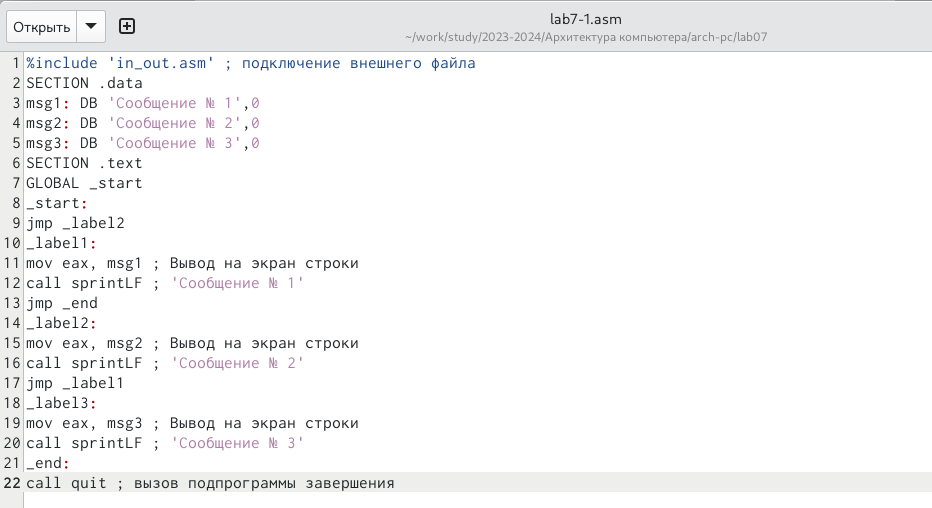 Открыть
lab7-1.asm
~/work/study/2023-2024/Архитектура компьютера/arch-pc/lab07
1 %include 'in_out.asm' ; подключение внешнего файла
2 SECTION .data
3 msg1: DB 'Сообщение № 1',0
4 msg2: DB 'Сообщение № 2',0
5 msg3: DB 'Сообщение № 3',0
6 SECTION .text
7 GLOBAL _start
8 _start:
9 jmp _label2
10 _label1:
11 mov eax, msg1 ; Вывод на экран строки
12 call sprintLF ; 'Сообщение № 1'
13 jmp _end
14 _label2:
15 mov eax, msg2 ; Вывод на экран строки
16 call sprintLF ; 'Сообщение № 2'
17 jmp _label1
18 _label3:
19 mov eax, msg3 ; Вывод на экран строки
20 call sprintLF ; 'Сообщение № 3'
21 _end:
22 call quit ; вызов подпрограммы завершения